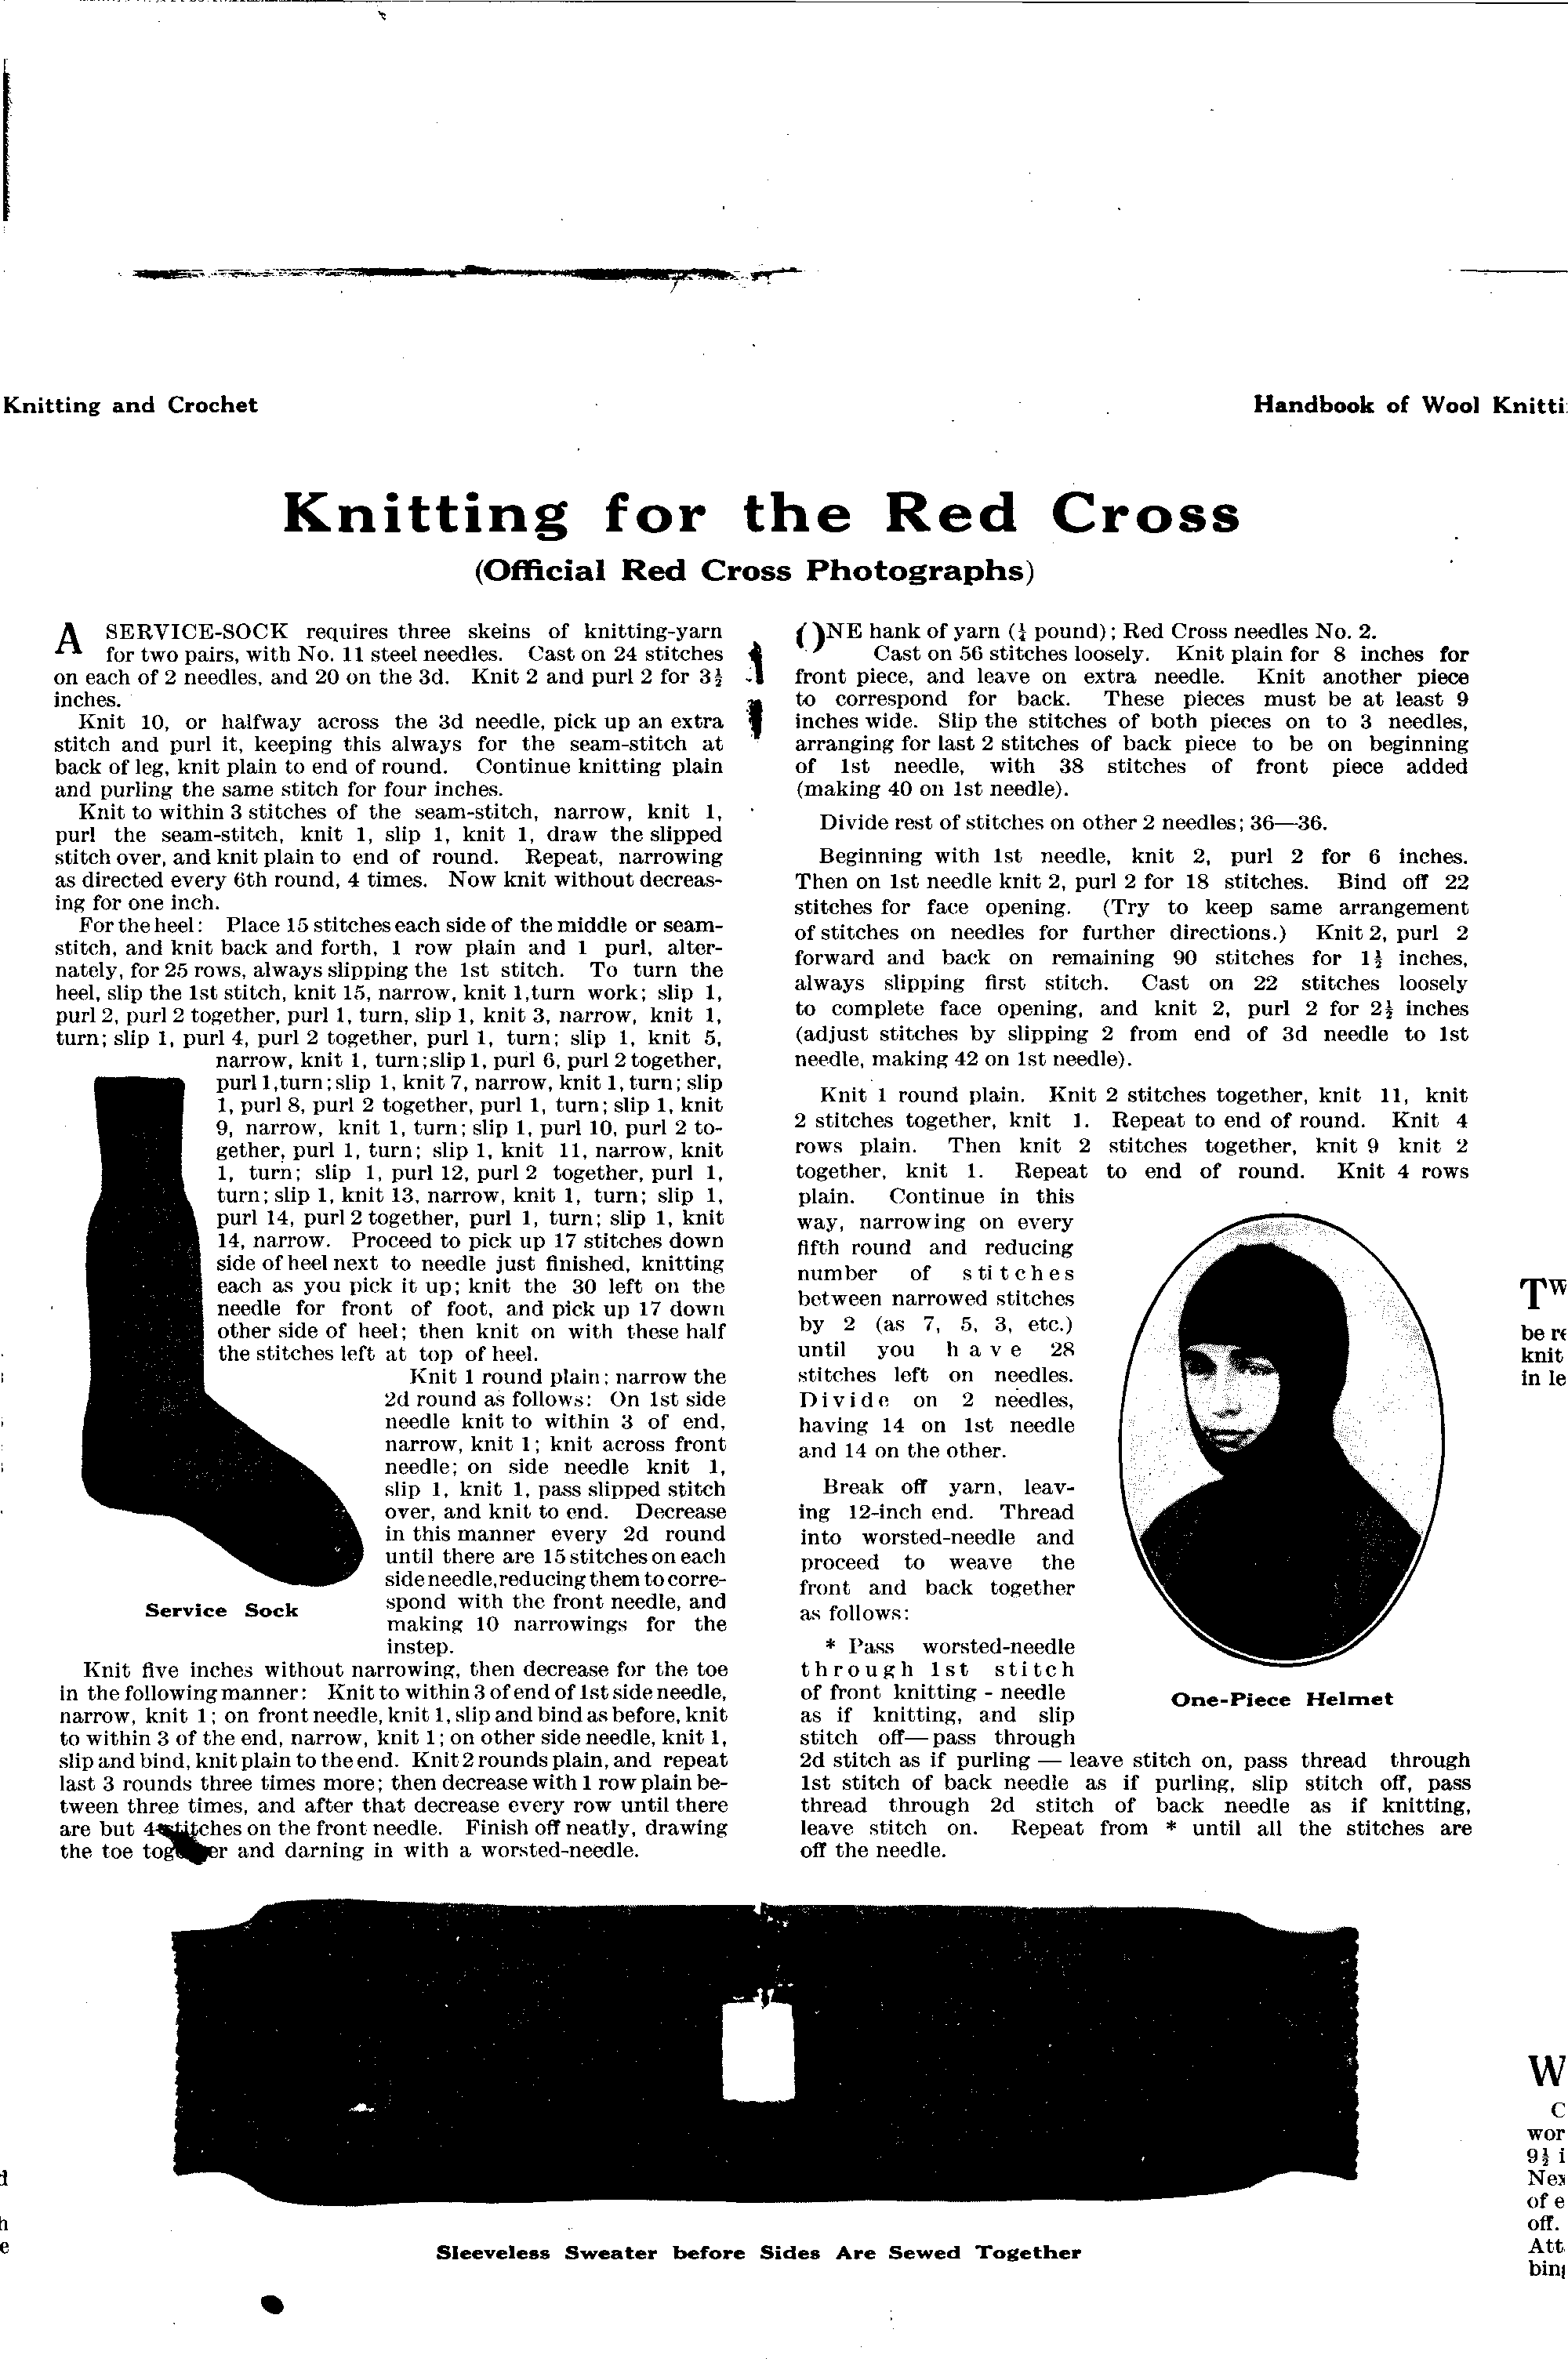 Knitting and Crochet
Handbook of Wool Knitti
Knitting for the Red Cross
(Official Red Cross Photographs)
A SERVICE-SOCK requires three skeins of knitting-yarn
for two pairs, with No. 11 steel needles. Cast on 24 stitches
on each of 2 needles, and 20 on the 3d. Knit 2 and purl 2 for 3½
inches.
Knit 10, or halfway across the 3d needle, pick up an extra
stitch and purl it, keeping this always for the seam-stitch at
back of leg, knit plain to end of round. Continue knitting plain
and purling the same stitch for four inches.
Knit to within 3 stitches of the seam-stitch, narrow, knit 1,
purl the seam-stitch, knit 1, slip 1, knit 1, draw the slipped
stitch over, and knit plain to end of round. Repeat, narrowing
as directed every 6th round, 4 times. Now knit without decreas-
ing for one inch.
For the heel: Place 15 stitches each side of the middle or seam-
stitch, and knit back and forth, 1 row plain and 1 purl, alter-
nately, for 25 rows, always slipping the 1st stitch. To turn the
heel, slip the 1st stitch, knit 15, narrow, knit 1, turn work; slip 1,
purl 2, purl 2 together, purl 1, turn, slip 1, knit 3, narrow, knit 1,
turn; slip 1, purl 4, purl 2 together, purl 1, turn; slip 1, knit 5,
narrow, knit 1, turn; slip 1, purl 6, purl 2 together,
purl 1, turn; slip 1, knit 7, narrow, knit 1, turn; slip
1, purl 8, purl 2 together, purl 1, turn; slip 1, knit
9, narrow, knit 1, turn; slip 1, purl 10, purl 2 to-
gether, purl 1, turn; slip 1, knit 11, narrow, knit
1, turn; slip 1, purl 12, purl 2 together, purl 1,
turn; slip 1, knit 13, narrow, knit 1, turn; slip 1,
purl 14, purl 2 together, purl 1, turn; slip 1, knit
14, narrow. Proceed to pick up 17 stitches down
side of heel next to needle just finished, knitting
each as you pick it up; knit the 30 left on the
needle for front of foot, and pick up 17 down
other side of heel; then knit on with these half
the stitches left at top of heel.
Knit 1 round plain; narrow the
2d round as follows: On 1st side
needle knit to within 3 of end,
narrow, knit 1; knit across front
needle; on side needle knit 1,
slip 1, knit 1, pass slipped stitch
over, and knit to end. Decrease
in this manner every 2d round
until there are 15 stitches on each
side needle, reducing them to corre-
spond with the front needle, and
making 10 narrowings for the
instep.
Service Sock
Knit five inches without narrowing, then decrease for the toe
in the following manner: Knit to within 3 of end of 1st side needle,
narrow, knit 1; on front needle, knit 1, slip and bind as before, knit
to within 3 of the end, narrow, knit 1; on other side needle, knit 1,
slip and bind, knit plain to the end. Knit 2 rounds plain, and repeat
last 3 rounds three times more; then decrease with 1 row plain be-
tween three times, and after that decrease every row until there
are but 4 stitches on the front needle. Finish off neatly, drawing
the toe together and darning in with a worsted-needle.
ONE hank of yarn (¼ pound); Red Cross needles No. 2.
Cast on 56 stitches loosely. Knit plain for 8 inches for
front piece, and leave on extra needle. Knit another piece
to correspond for back. These pieces must be at least 9
inches wide. Slip the stitches of both pieces on to 3 needles,
arranging for last 2 stitches of back piece to be on beginning
of 1st needle, with 38 stitches of front piece added
(making 40 on 1st needle).
Divide rest of stitches on other 2 needles; 36—36.
Beginning with 1st needle, knit 2, purl 2 for 6 inches.
Then on 1st needle knit 2, purl 2 for 18 stitches. Bind off 22
stitches for face opening. (Try to keep same arrangement
of stitches on needles for further directions.) Knit 2, purl 2
forward and back on remaining 90 stitches for 1½ inches,
always slipping first stitch. Cast on 22 stitches loosely
to complete face opening, and knit 2, purl 2 for 2½ inches
(adjust stitches by slipping 2 from end of 3d needle to 1st
needle, making 42 on 1st needle).
Knit 1 round plain. Knit 2 stitches together, knit 11, knit
2 stitches together, knit 1. Repeat to end of round. Knit 4
rows plain. Then knit 2 stitches together, knit 9 knit 2
together, knit 1. Repeat to end of round. Knit 4 rows
plain. Continue in this
way, narrowing on every
fifth round and reducing
number of stitches
between narrowed stitches
by 2 (as 7, 5, 3, etc.)
until you have 28
stitches left on needles.
Divide on 2 needles,
having 14 on 1st needle
and 14 on the other.
Break off yarn, leav-
ing 12-inch end. Thread
into worsted-needle and
proceed to weave the
front and back together
as follows:
* Pass worsted-needle
through 1st stitch
of front knitting-needle
as if knitting, and slip
stitch off—pass through
2d stitch as if purling — leave stitch on, pass thread through
1st stitch of back needle as if purling, slip stitch off, pass
thread through 2d stitch of back needle as if knitting,
leave stitch on. Repeat from * until all the stitches are
off the needle.
One-Piece Helmet
Sleeveless Sweater before Sides Are Sewed Together
TW
be re
knit
in le
W
C
wor
9½ i
Nex
of e
off.
Att
bing